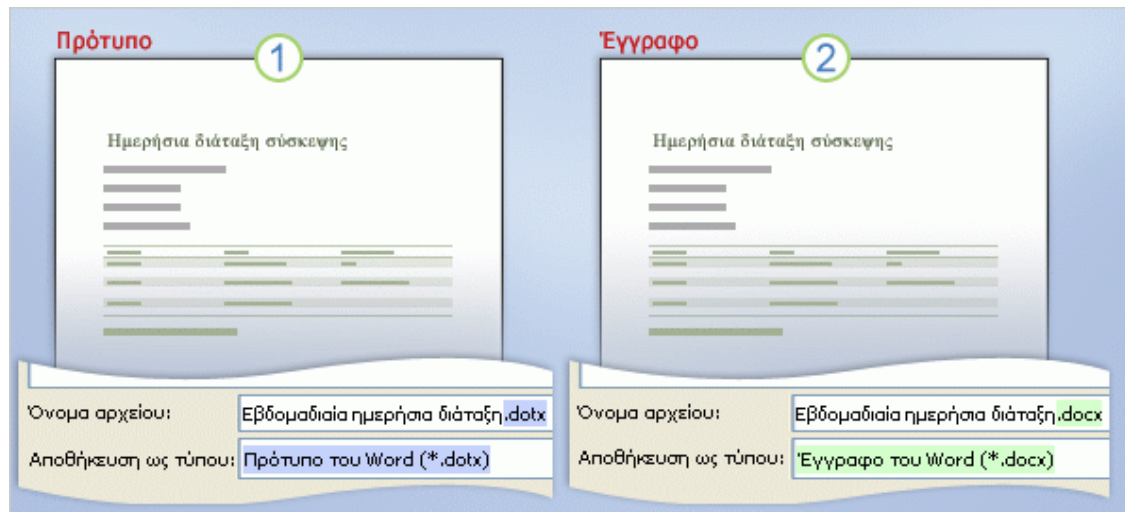 Πρότυπο
1
Ημερήσια διάταξη σύσκεψης
Όνομα αρχείου: Εβδομαδιαία ημερήσια διάταξη.dotx
Αποθήκευση ως τύπου: Πρότυπο του Word (*.dotx)
Έγγραφο
2
Ημερήσια διάταξη σύσκεψης
Όνομα αρχείου: Εβδομαδιαία ημερήσια διάταξη.docx
Αποθήκευση ως τύπου: Έγγραφο του Word (*.docx)